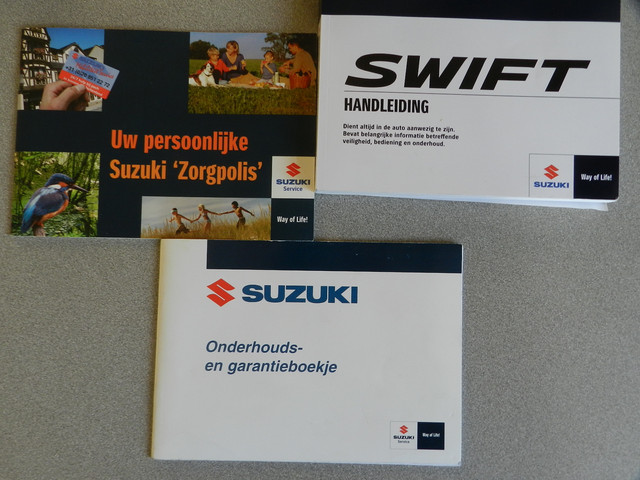 Uw persoonlijke
Suzuki 'Zorgpolis'
SUZUKI
Service
Way of Life!
SWIFT
HANDLEIDING
Dient altijd in de auto aanwezig te zijn.
Bevat belangrijke informatie betreffende
veiligheid, bediening en onderhoud.
SUZUKI
Way of Life!
SUZUKI
Onderhouds-
en garantieboekje
SUZUKI
Service
Way of Life!